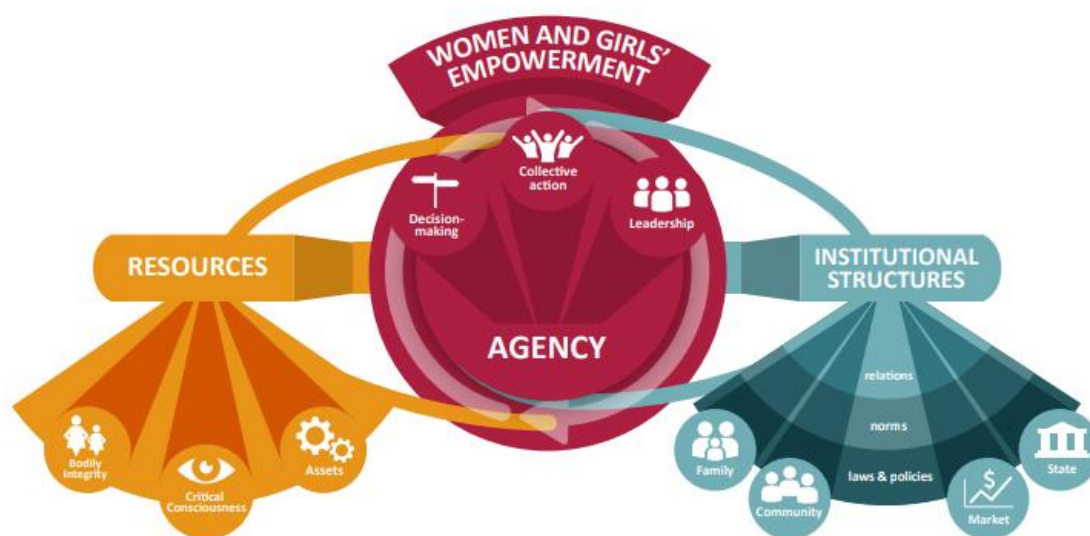 WOMEN AND GIRLS'
EMPOWERMENT
Collective
action
Decision-
making
Leadership
RESOURCES
INSTITUTIONAL
STRUCTURES
AGENCY
relations
norms
laws & policies
Bodily
Integrity
Critical
Consciousness
Assets
Family
Community
Market
State
$